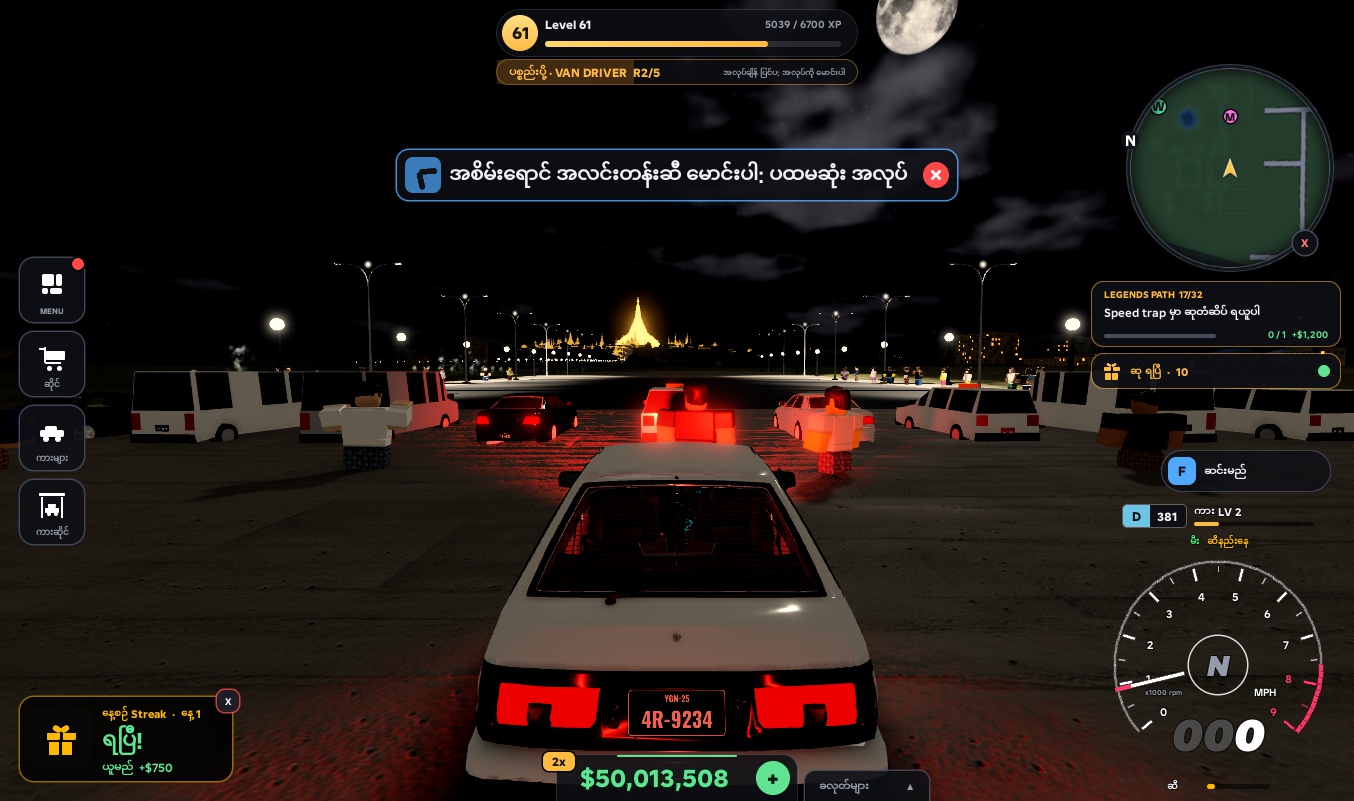 61
Level 61
5039 / 6700 XP
ပစ္စည်းပို့ · VAN DRIVER R2/5
အလုပ်ချိန် ပြင်ပ; အလုပ်ကို မောင်းပါ
အစိမ်းရောင် အလင်းတန်းဆီ မောင်းပါ; ပထမဆုံး အလုပ်
W
M
N
X
MENU
ဆိုင်
ကားများ
ကားဆိုင်
LEGENDS PATH 17/32
Speed trap မှာ ဆုတံဆိပ် ရယူပါ
0/1 +$1,200
ဆု ရပြီ · 10
F ဆင်းမည်
D 381 ကား LV 2
မီး: ဆီနည်းနေ
0
1
2
3
4
5
6
7
8
9
x1000 rpm
N
MPH
000
ဆီ
နေ့စဉ် Streak · နေ့ 1
X
ရပြီ!
ယူမည် +$750
YGN-25
4R-9234
2x
$50,013,508
+
ခလုတ်များ